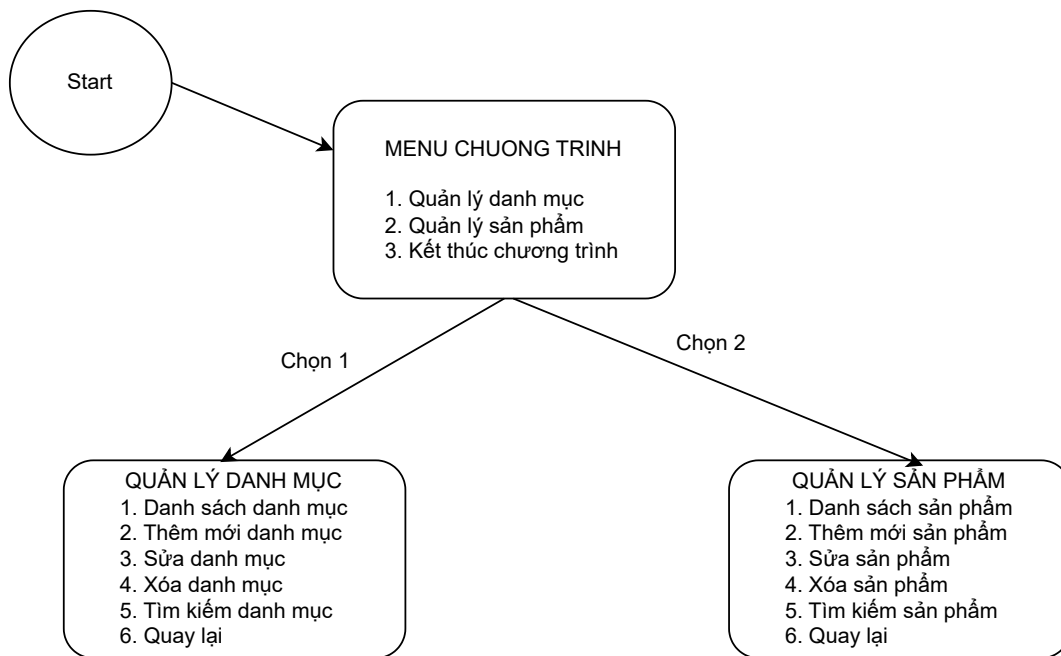 Start
MENU CHUONG TRINH
1. Quản lý danh mục
2. Quản lý sản phẩm
3. Kết thúc chương trình
Chọn 1
Chọn 2
QUẢN LÝ DANH MỤC
1. Danh sách danh mục
2. Thêm mới danh mục
3. Sửa danh mục
4. Xóa danh mục
5. Tìm kiếm danh mục
6. Quay lại
QUẢN LÝ SẢN PHẨM
1. Danh sách sản phẩm
2. Thêm mới sản phẩm
3. Sửa sản phẩm
4. Xóa sản phẩm
5. Tìm kiếm sản phẩm
6. Quay lại